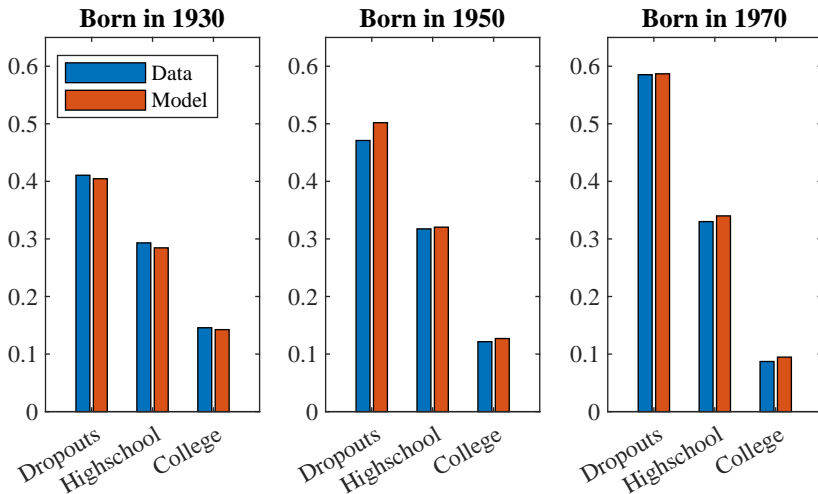 Born in 1930
0.6
0.5
0.4
0.3
0.2
0.1
0
Data
Model
Dropouts
Highschool
College
Born in 1950
0.6
0.5
0.4
0.3
0.2
0.1
0
Dropouts
Highschool
College
Born in 1970
0.6
0.5
0.4
0.3
0.2
0.1
0
Dropouts
Highschool
College